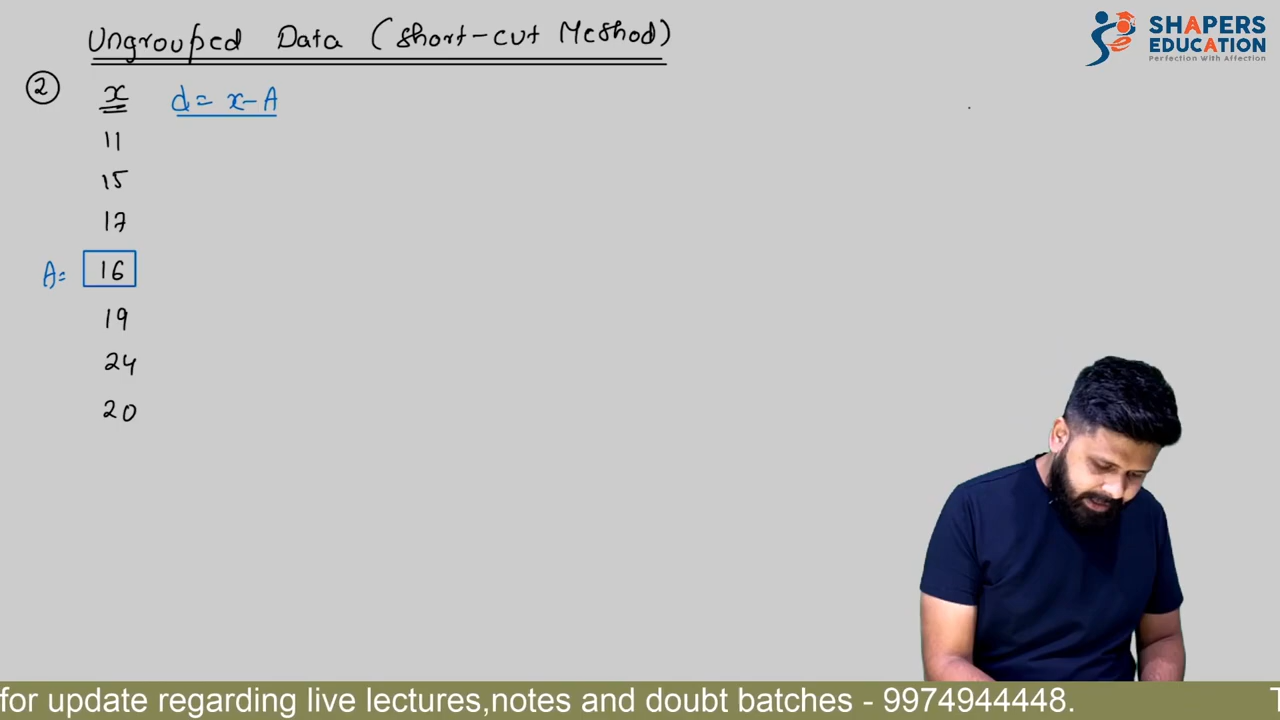 Ungrouped Data (Short-cut Method)
SHAPERS
EDUCATION
Perfection With Affection
② x d = x - A
11
15
17
A= 16
19
24
20
for update regarding live lectures,notes and doubt batches - 9974944448. T